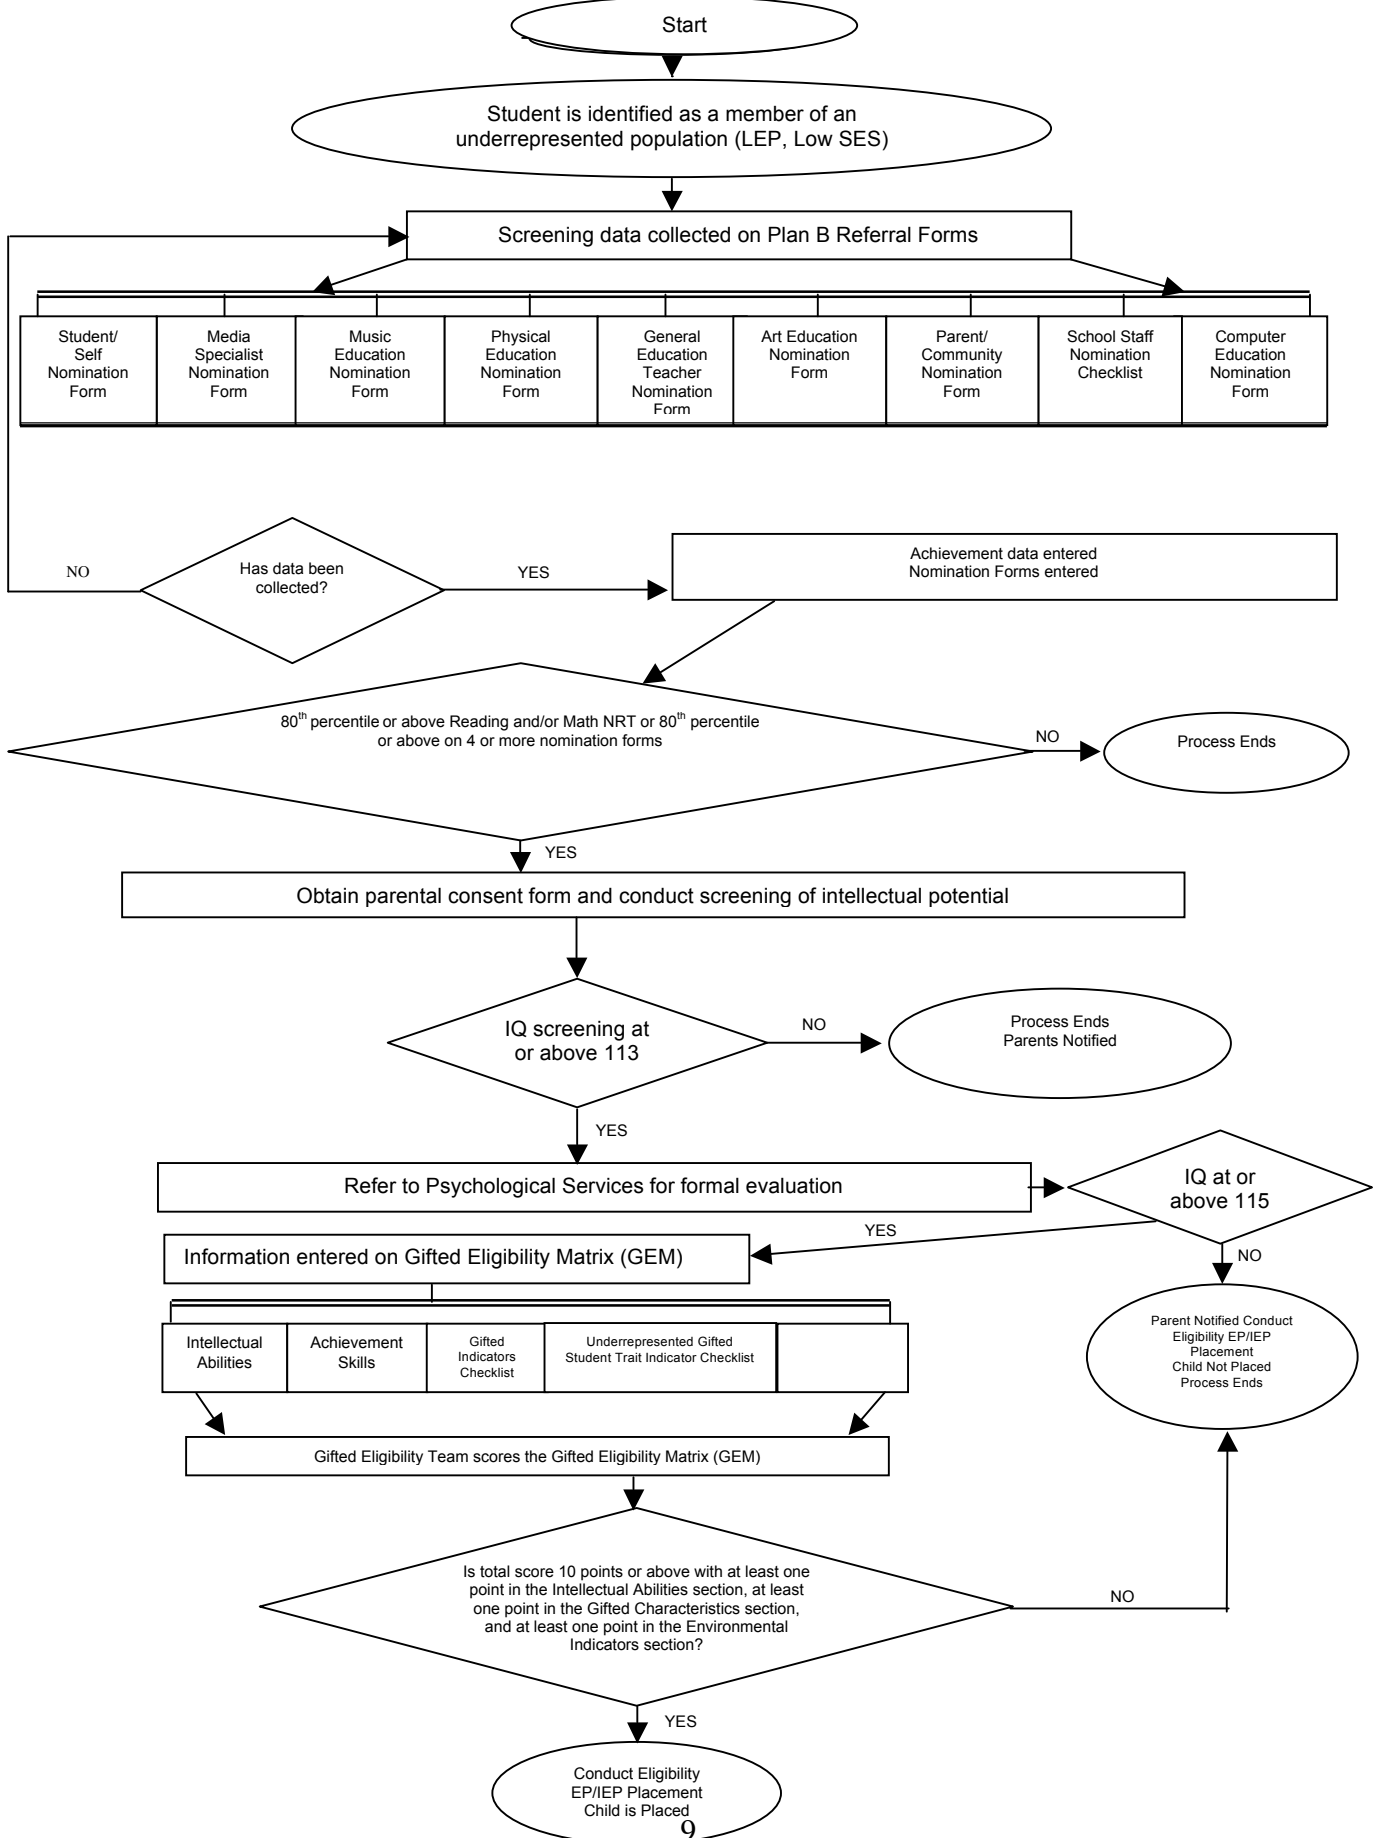 Start
Student is identified as a member of an
underrepresented population (LEP, Low SES)
Screening data collected on Plan B Referral Forms
Student/
Self
Nomination
Form
Media
Specialist
Nomination
Form
Music
Education
Nomination
Form
Physical
Education
Nomination
Form
General
Education
Teacher
Nomination
Form
Art Education
Nomination
Form
Parent/
Community
Nomination
Form
School Staff
Nomination
Checklist
Computer
Education
Nomination
Form
NO
Has data been
collected?
YES
Achievement data entered
Nomination Forms entered
80th percentile or above Reading and/or Math NRT or 80th percentile
or above on 4 or more nomination forms
NO
Process Ends
YES
Obtain parental consent form and conduct screening of intellectual potential
IQ screening at
or above 113
NO
Process Ends
Parents Notified
YES
Refer to Psychological Services for formal evaluation
IQ at or
above 115
YES
NO
Information entered on Gifted Eligibility Matrix (GEM)
Intellectual
Abilities
Achievement
Skills
Gifted
Indicators
Checklist
Underrepresented Gifted
Student Trait Indicator Checklist
Parent Notified Conduct
Eligibility EP/IEP
Placement
Child Not Placed
Process Ends
Gifted Eligibility Team scores the Gifted Eligibility Matrix (GEM)
Is total score 10 points or above with at least one
point in the Intellectual Abilities section, at least
one point in the Gifted Characteristics section,
and at least one point in the Environmental
Indicators section?
NO
YES
Conduct Eligibility
EP/IEP Placement
Child is Placed
9